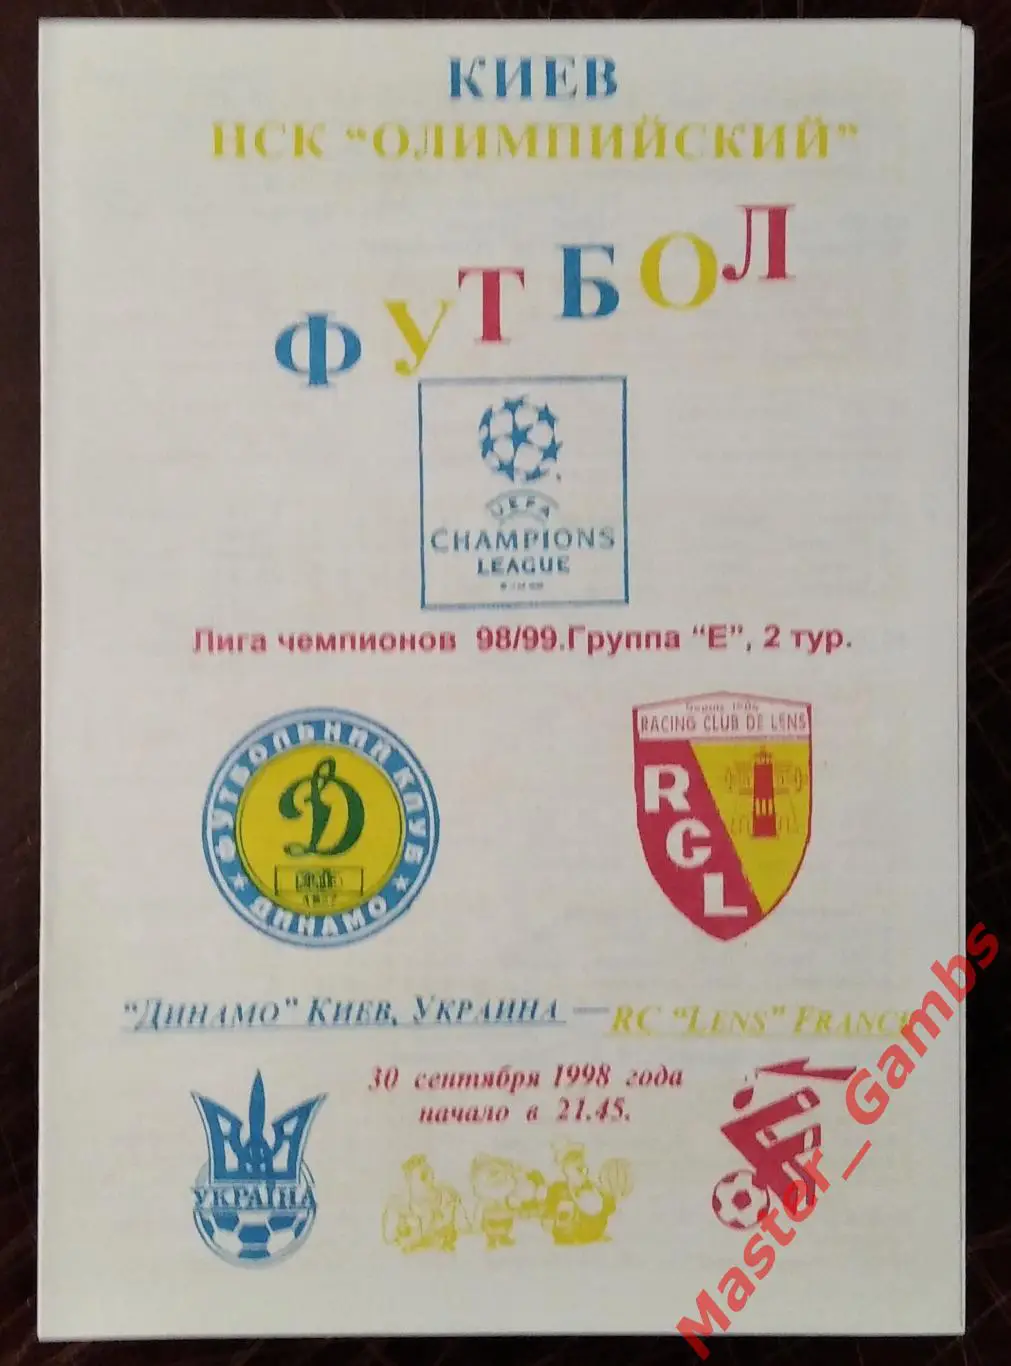 КИЕВ
НСК “ОЛИМПИЙСКИЙ”
ФУТБОЛ
UEFA
CHAMPIONS
LEAGUE
Лига чемпионов 98/99.Группа “Е”, 2 тур.
ФУТБОЛЬНИЙ КЛУБ
Д
ДИНАМО
RACING CLUB DE LENS
RCL
“ДИНАМО” КИЕВ, УКРАИНА — RC “LENS” FRANC
30 сентября 1998 года
начало в 21.45.
УКРАЇНА
Master_Gambs